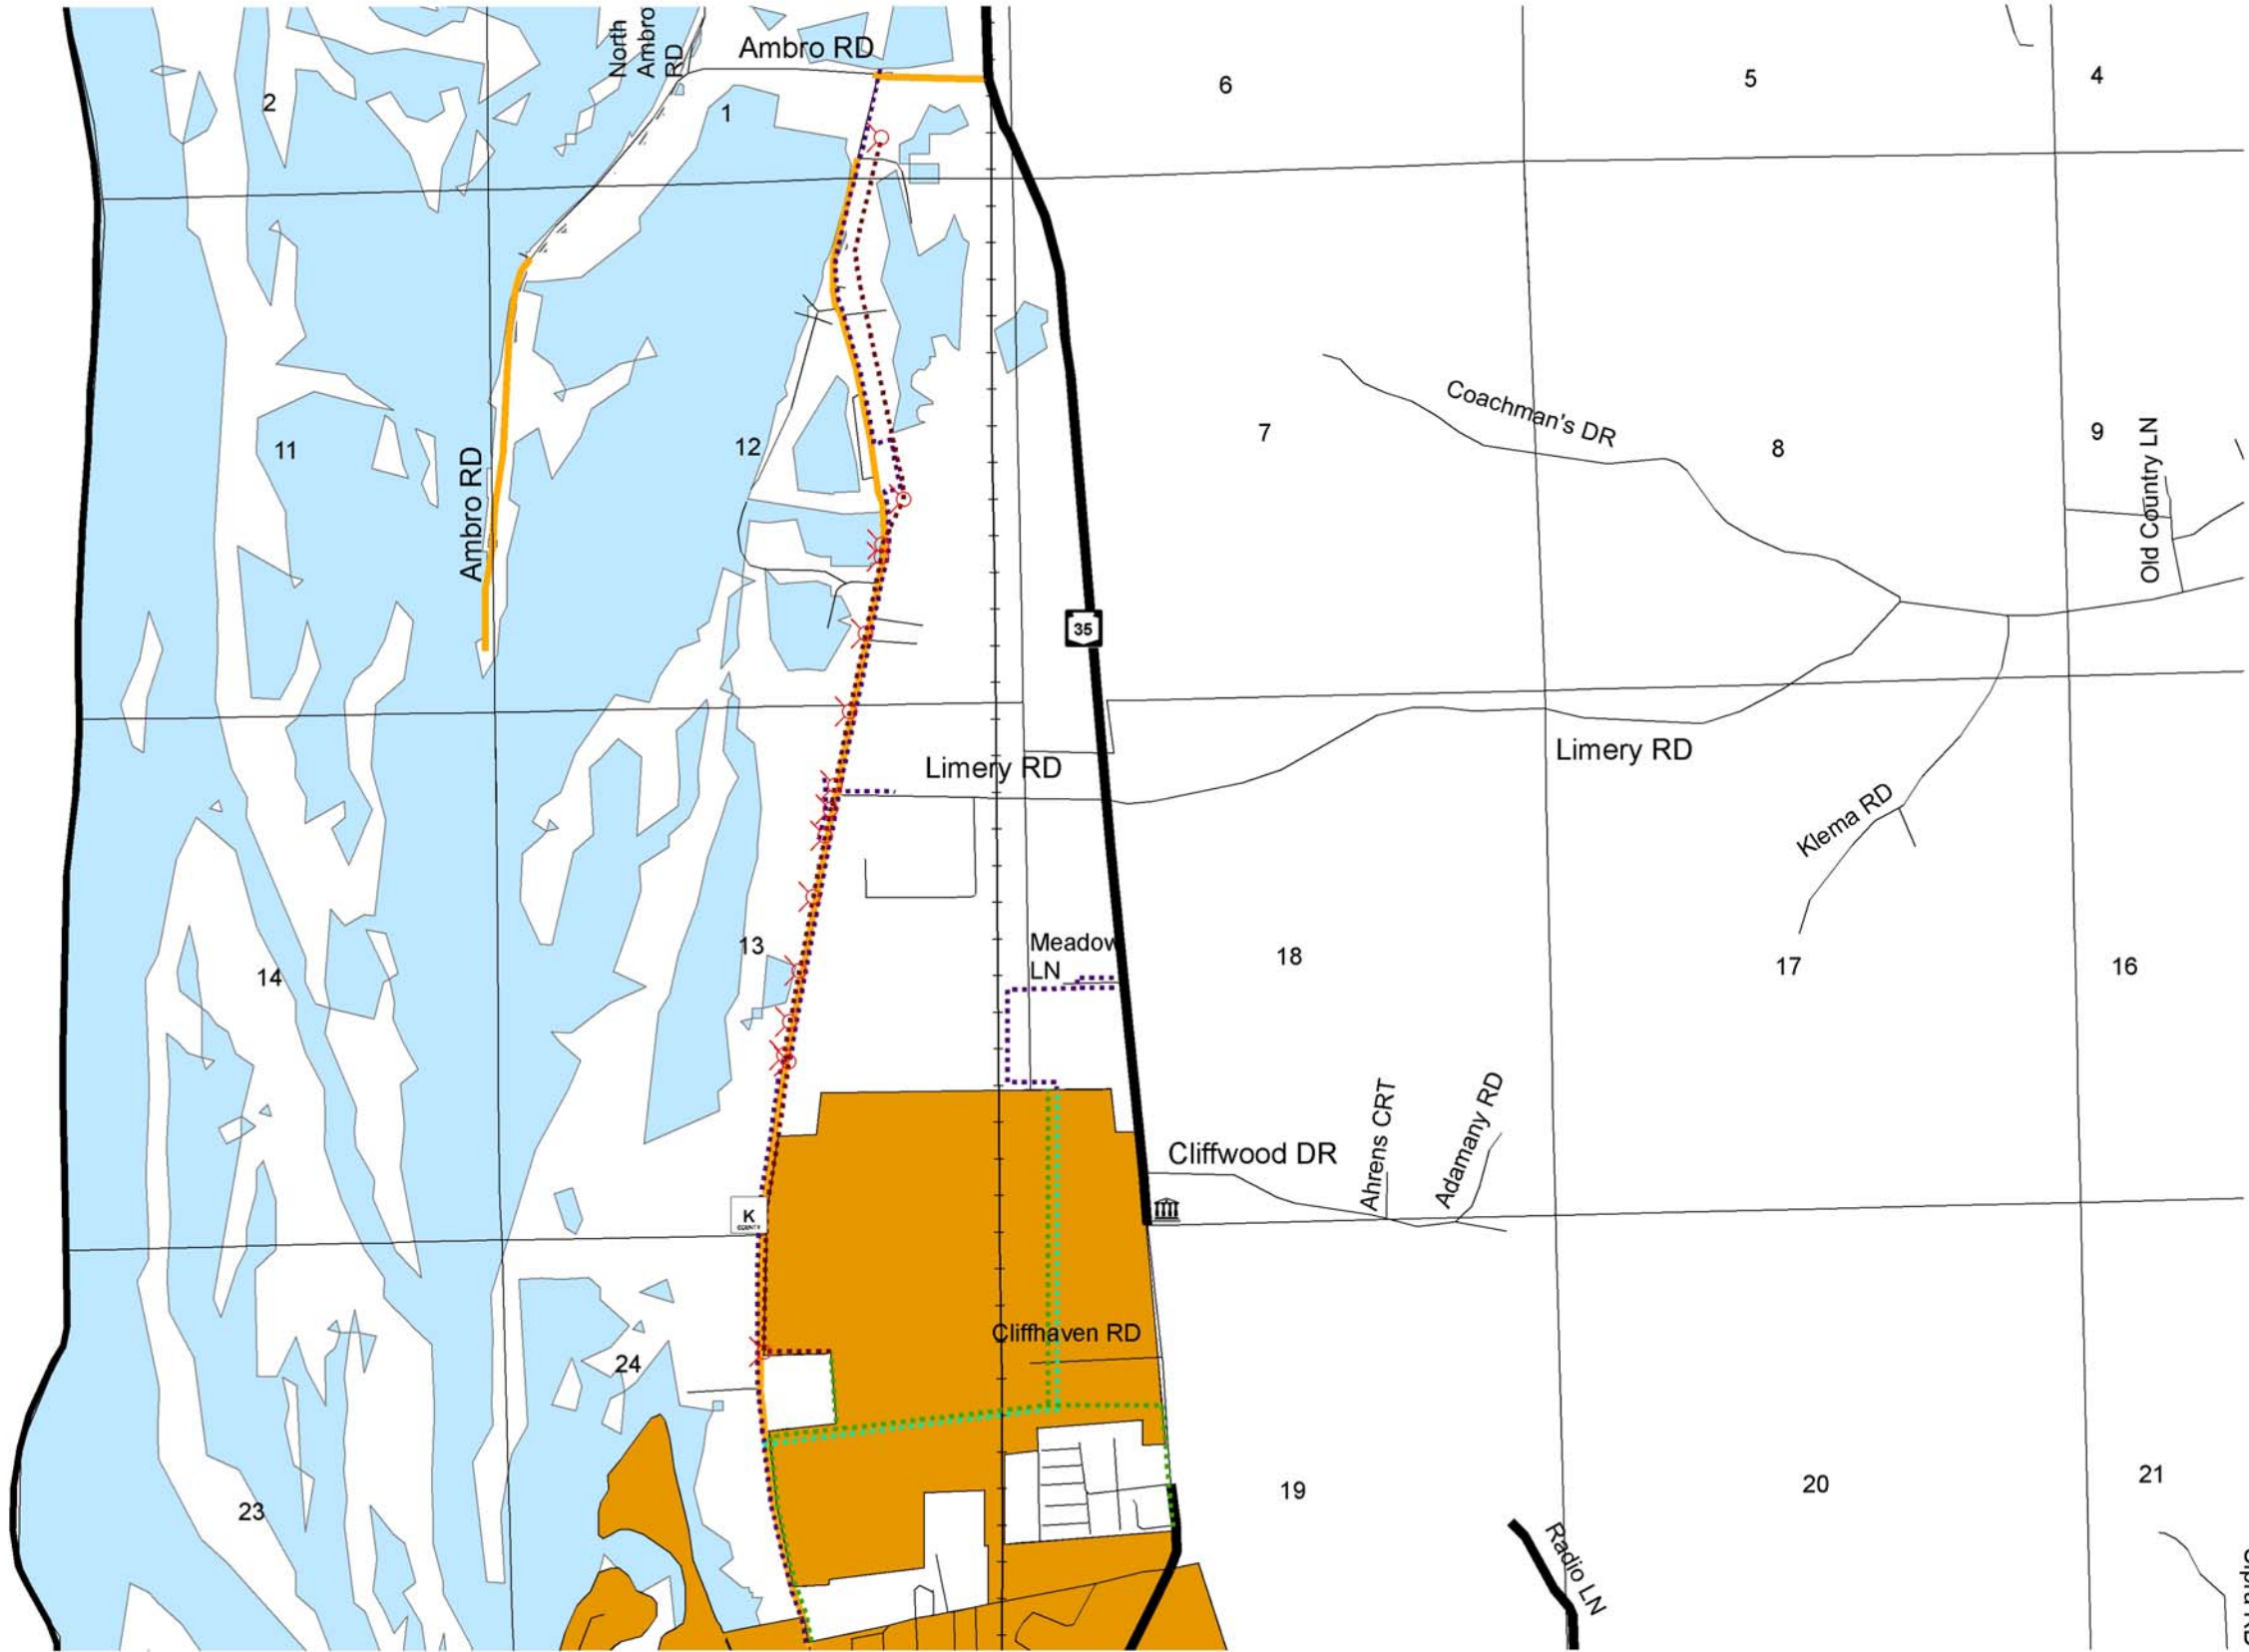 North
Ambro
RD
Ambro RD
6
5
4
2
1
11
Ambro RD
12
7
Coachman's DR
8
9
Old Country LN
35
Limery RD
Limery RD
Klema RD
14
13
Meadow
LN
18
17
16
Cliffwood DR
Ahrens CRT
Adamany RD
K
COUNTY
Cliffhaven RD
24
23
19
20
21
Radio LN